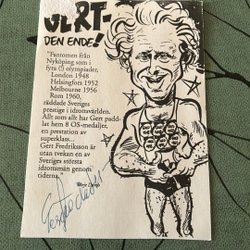 GERT-
DEN ENDE!
"Fantomen från
Nyköping som i
fyra (!) olympiader,
London 1948
Helsingfors 1952
Melbourne 1956
Rom 1960,
räddade Sveriges
prestige i idrottsvärlden.
Allt som allt har Gert padd-
lat hem 8 OS-medaljer,
en prestation av
superklass...
Gert Fredriksson är
utan tvekan en av
Sveriges största
idrottsmän genom
tiderna."